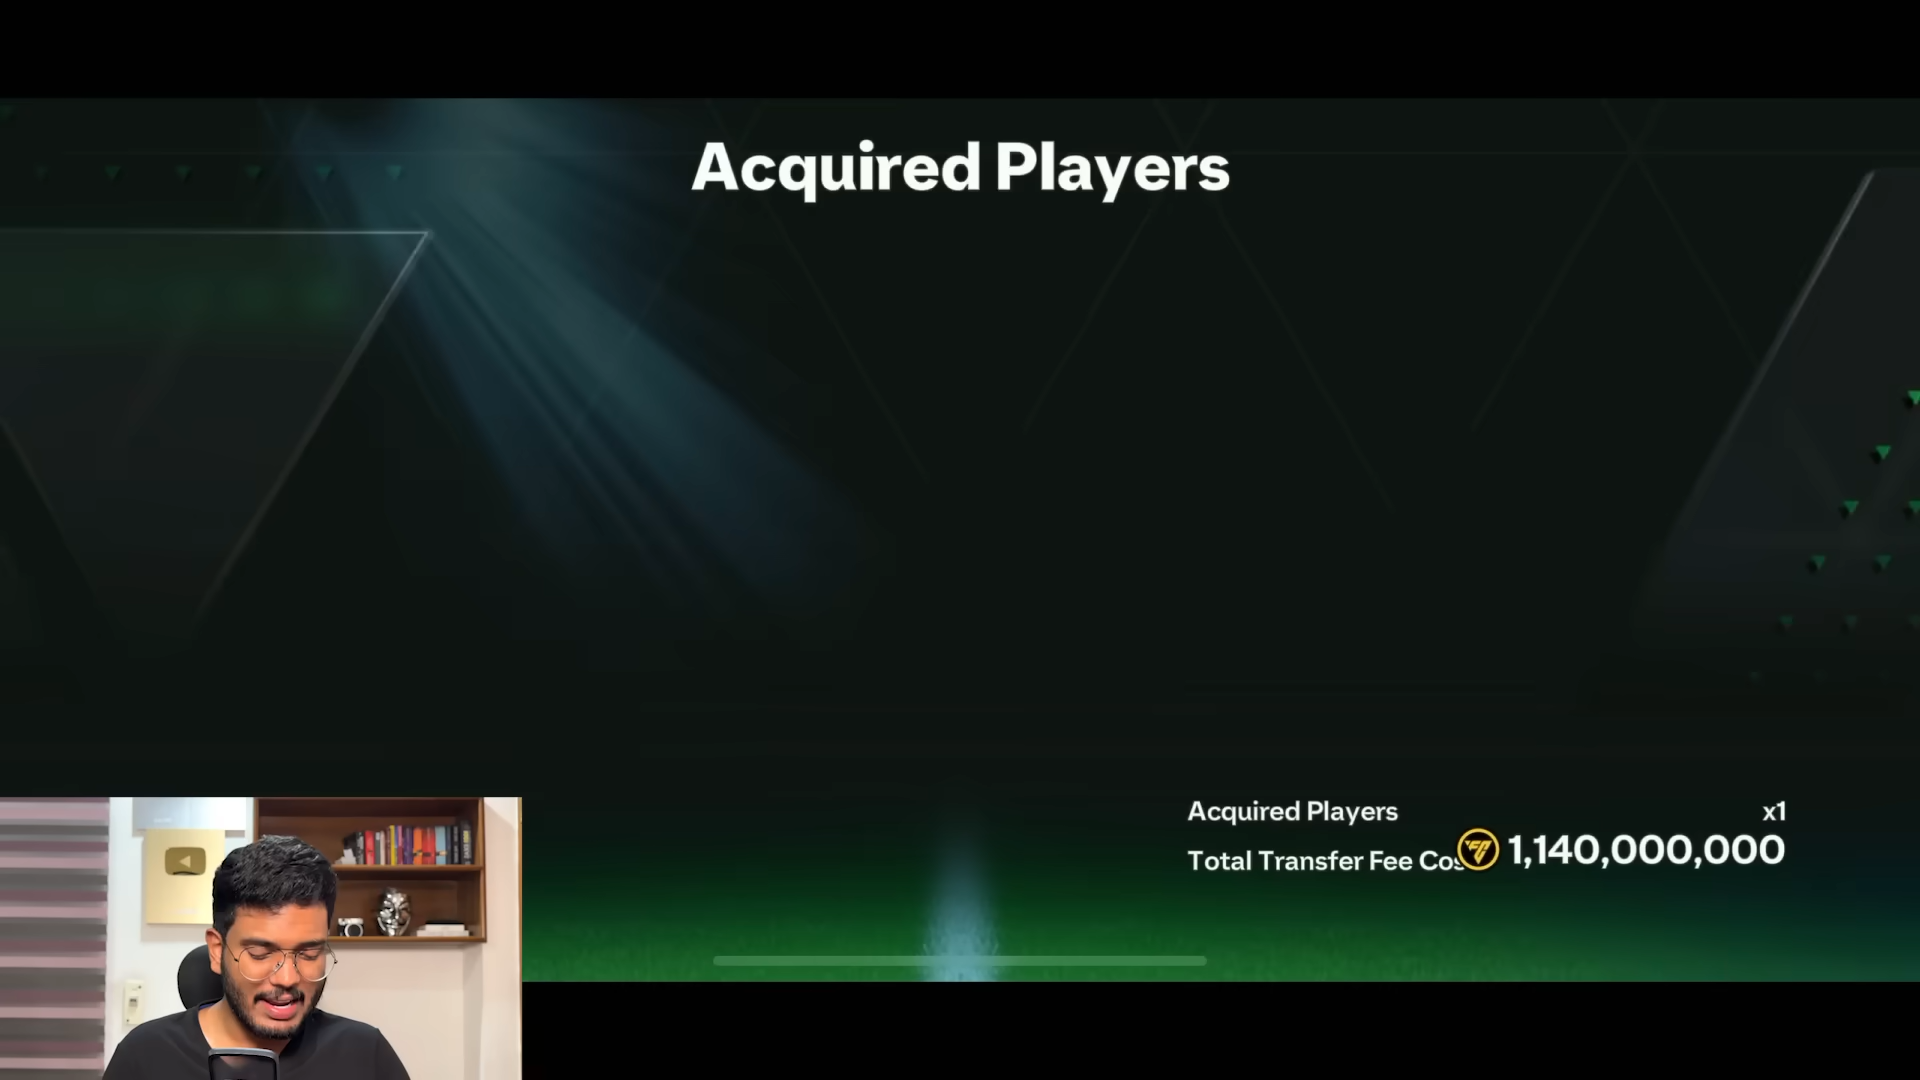 Acquired Players
Acquired Players x1
Total Transfer Fee Cos 1,140,000,000